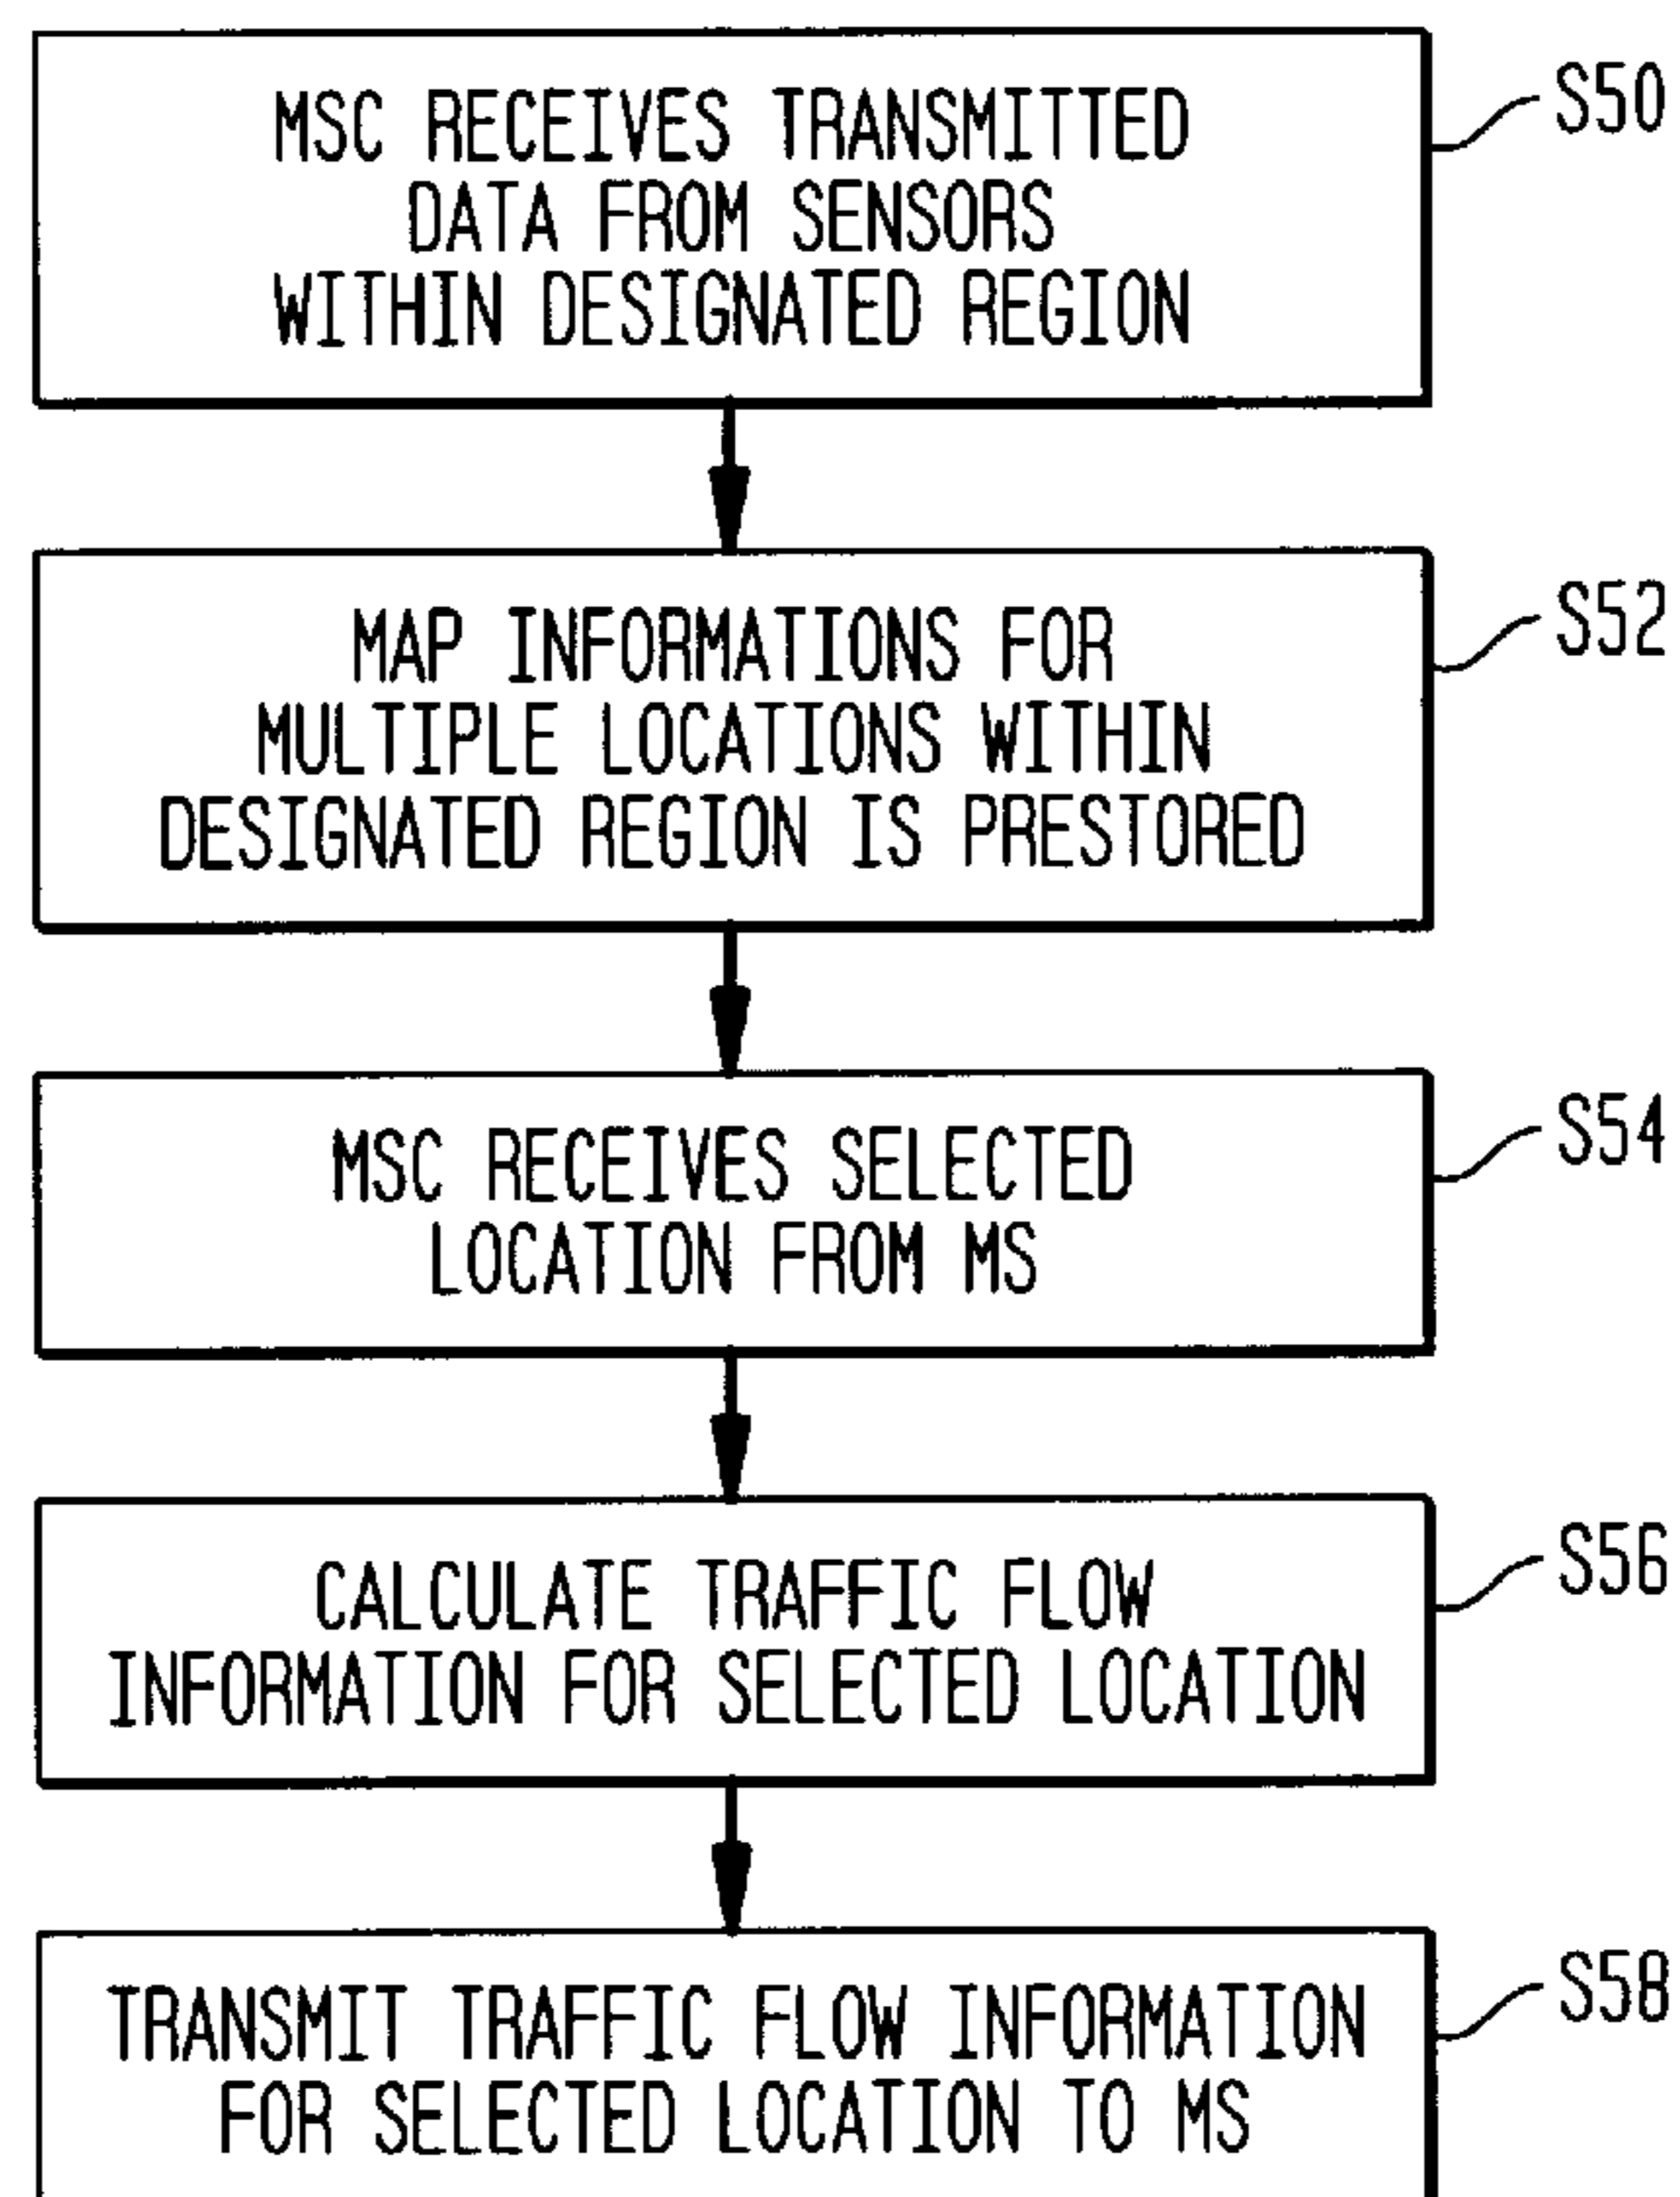 MSC RECEIVES TRANSMITTED
DATA FROM SENSORS
WITHIN DESIGNATED REGION
S50
MAP INFORMATIONS FOR
MULTIPLE LOCATIONS WITHIN
DESIGNATED REGION IS PRESTORED
S52
MSC RECEIVES SELECTED
LOCATION FROM MS
S54
CALCULATE TRAFFIC FLOW
INFORMATION FOR SELECTED LOCATION
S56
TRANSMIT TRAFFIC FLOW INFORMATION
FOR SELECTED LOCATION TO MS
S58